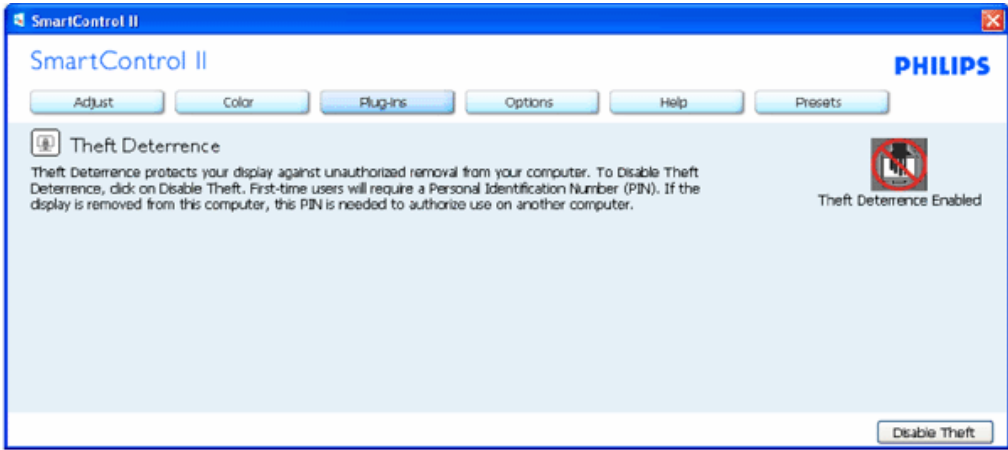 SmartControl II
SmartControl II
PHILIPS
Adjust Color Plug-Ins Options Help Presets
Theft Deterrence
Theft Deterrence protects your display against unauthorized removal from your computer. To Disable Theft
Deterrence, click on Disable Theft. First-time users will require a Personal Identification Number (PIN). If the
display is removed from this computer, this PIN is needed to authorize use on another computer.
Theft Deterrence Enabled
Disable Theft